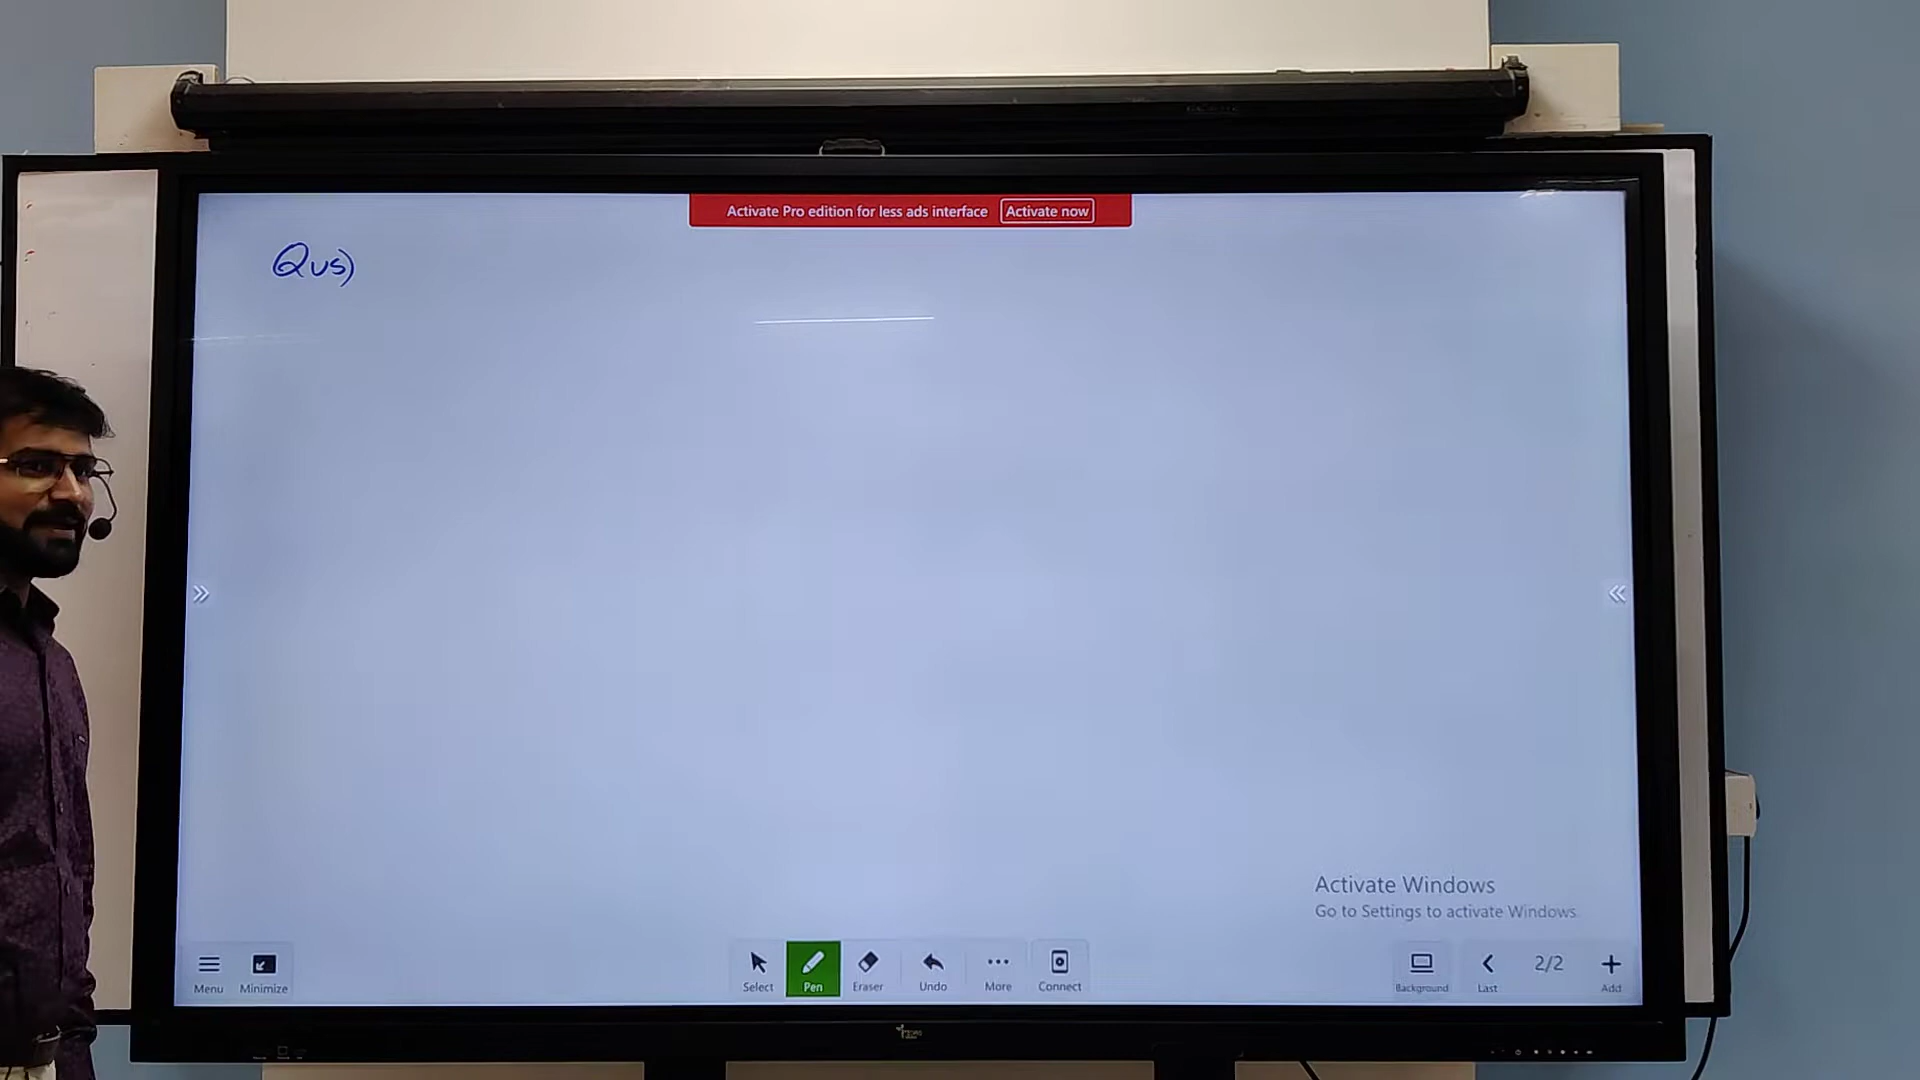 Activate Pro edition for less ads interface Activate now
Qus)
Activate Windows
Go to Settings to activate Windows.
Menu Minimize Select Pen Eraser Undo More Connect Background Last 2/2 Add